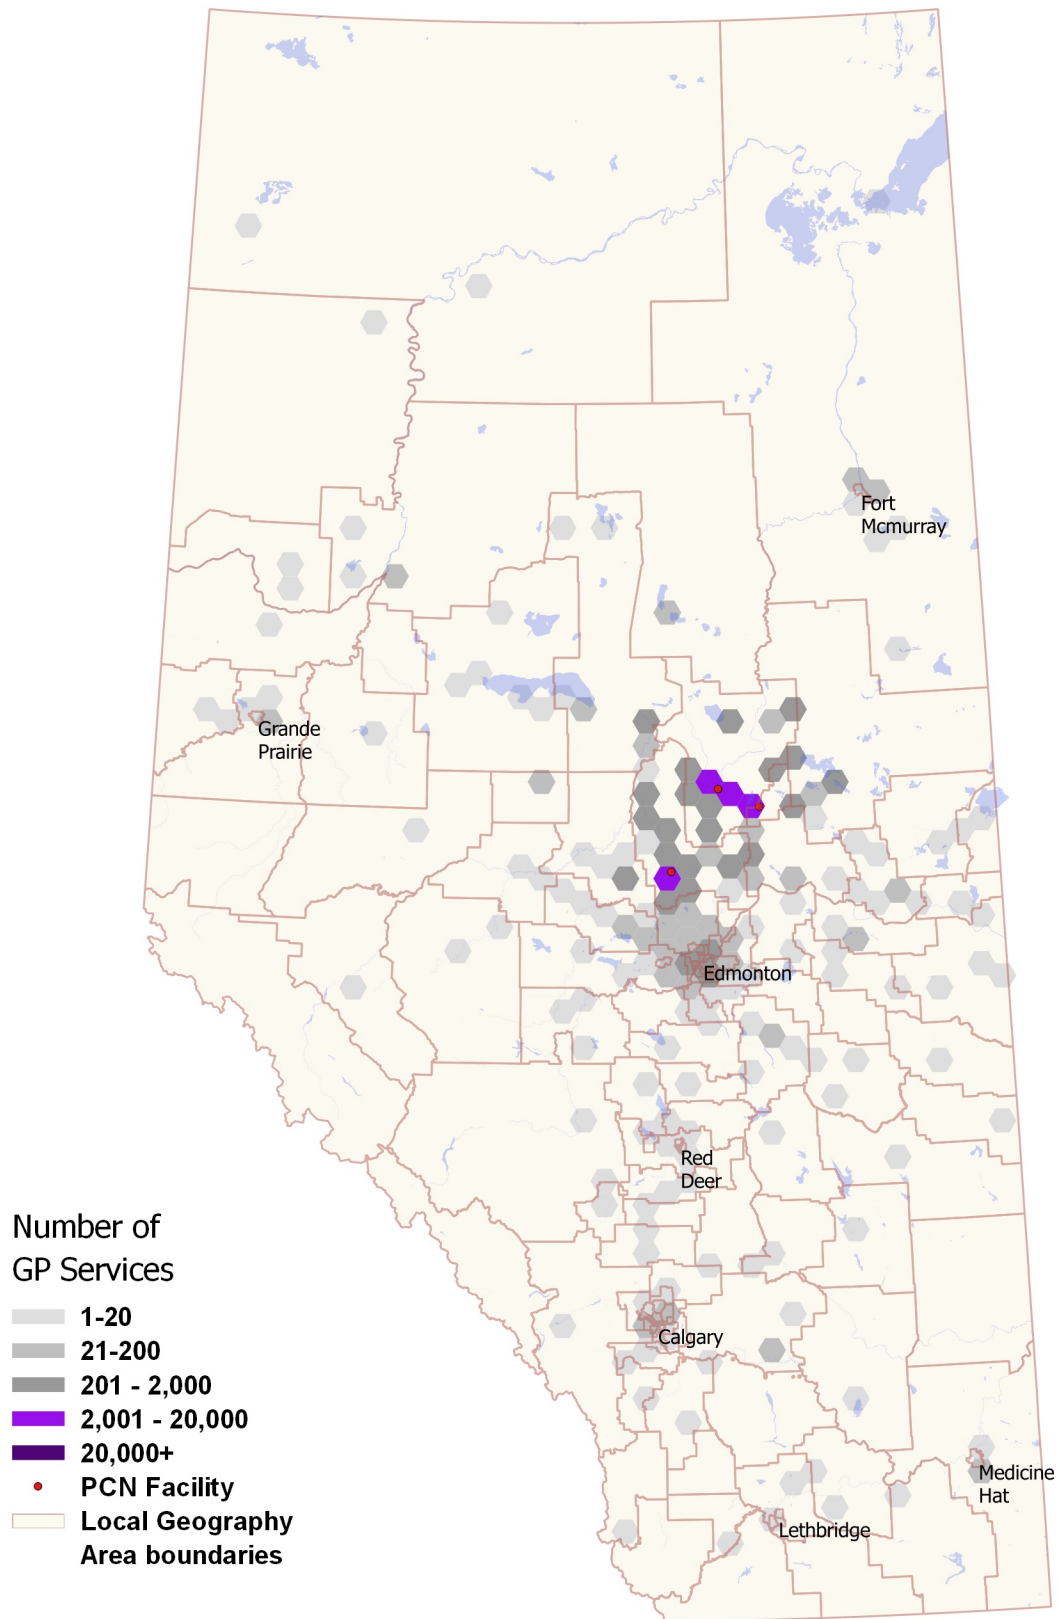 Fort
Mcmurray
Grande
Prairie
Edmonton
Red
Deer
Calgary
Medicine
Hat
Lethbridge
Number of
GP Services
1-20
21-200
201 - 2,000
2,001 - 20,000
20,000+
PCN Facility
Local Geography
Area boundaries